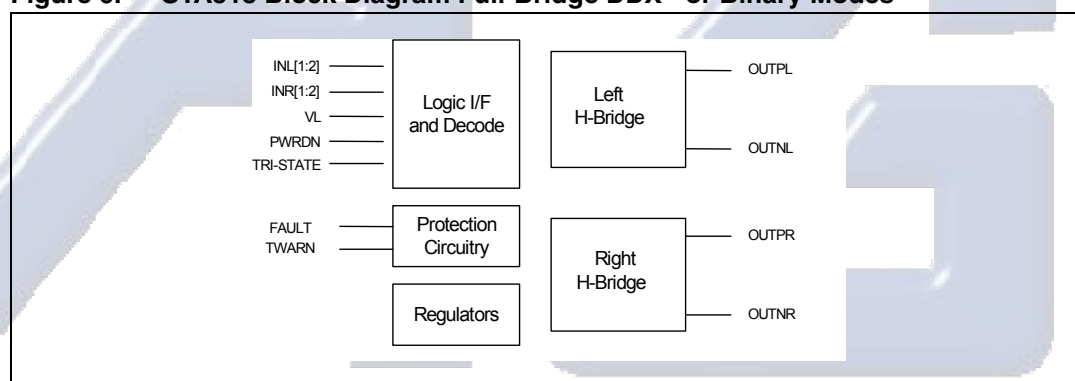 INL[1:2]
INR[1:2]
VL
PWRDN
TRI-STATE
Logic I/F
and Decode
FAULT
TWARN
Protection
Circuitry
Regulators
Left
H-Bridge
OUTPL
OUTNL
Right
H-Bridge
OUTPR
OUTNR